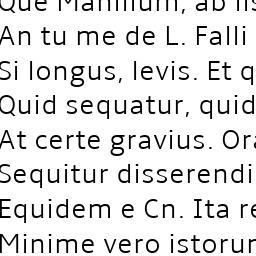 Que Manilium, ab iis
An tu me de L. Falli
Si longus, levis. Et q
Quid sequatur, quid
At certe gravius. Ora
Sequitur disserendi
Equidem e Cn. Ita re
Minime vero istorum